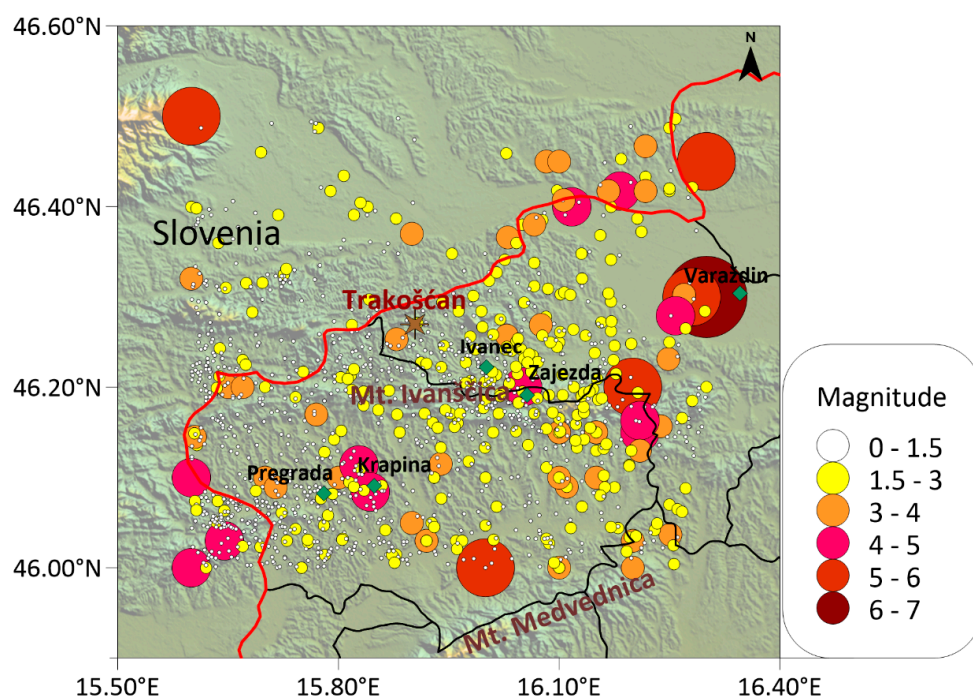 46.60°N
N
46.40°N
Slovenia
Varaždin
Trakošćan
Ivanec
Zajezda
46.20°N
Mt. Ivanščica
Pregrada
Krapina
46.00°N
Mt. Medvednica
15.50°E
15.80°E
16.10°E
16.40°E
Magnitude
0 - 1.5
1.5 - 3
3 - 4
4 - 5
5 - 6
6 - 7